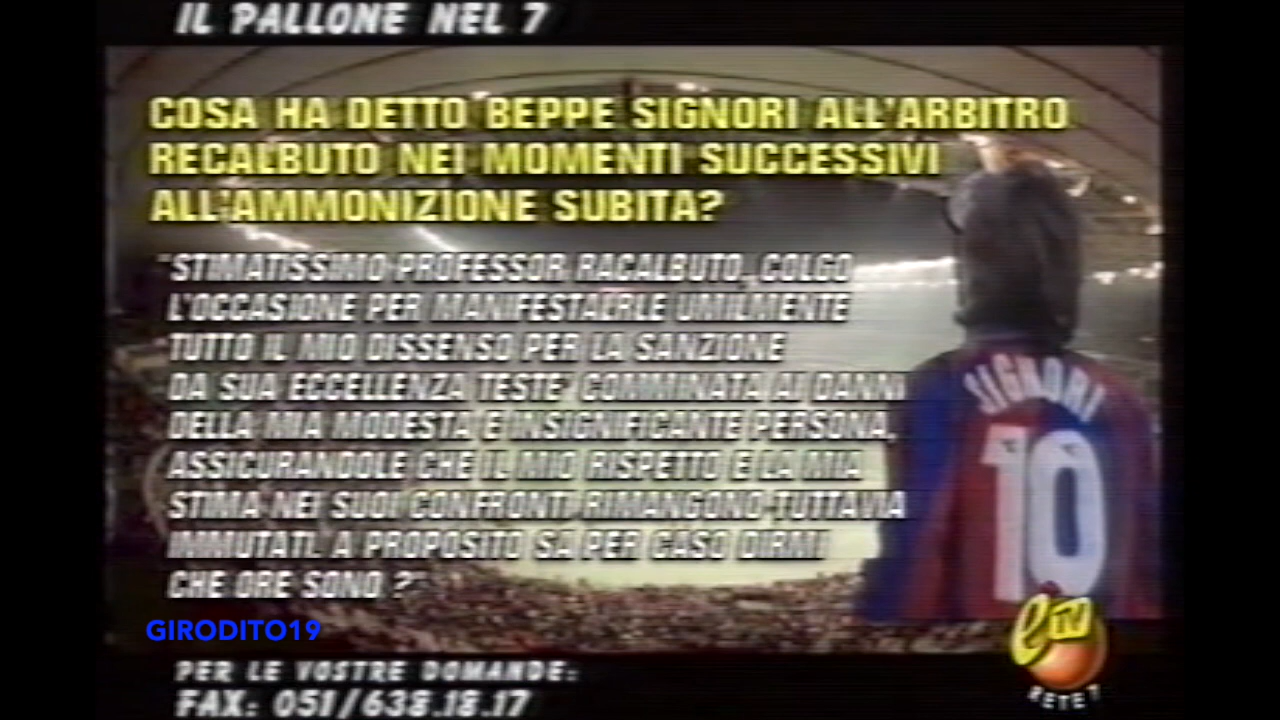 IL PALLONE NEL 7
COSA HA DETTO BEPPE SIGNORI ALL'ARBITRO
RECALBUTO NEI MOMENTI SUCCESSIVI
ALL'AMMONIZIONE SUBITA?
"STIMATISSIMO PROFESSOR RACALBUTO, COLGO
L'OCCASIONE PER MANIFESTALRLE UMILMENTE
TUTTO IL MIO DISSENSO PER LA SANZIONE
DA SUA ECCELLENZA TESTE' COMMINATA AI DANNI
DELLA MIA MODESTA E INSIGNIFICANTE PERSONA,
ASSICURANDOLE CHE IL MIO RISPETTO E LA MIA
STIMA NEI SUOI CONFRONTI RIMANGONO TUTTAVIA
IMMUTATI. A PROPOSITO SA PER CASO DIRMI
CHE ORE SONO ?"
SIGNORI
10
GIRODITO19
èTV
RETE 7
PER LE VOSTRE DOMANDE:
FAX: 051/638.18.17